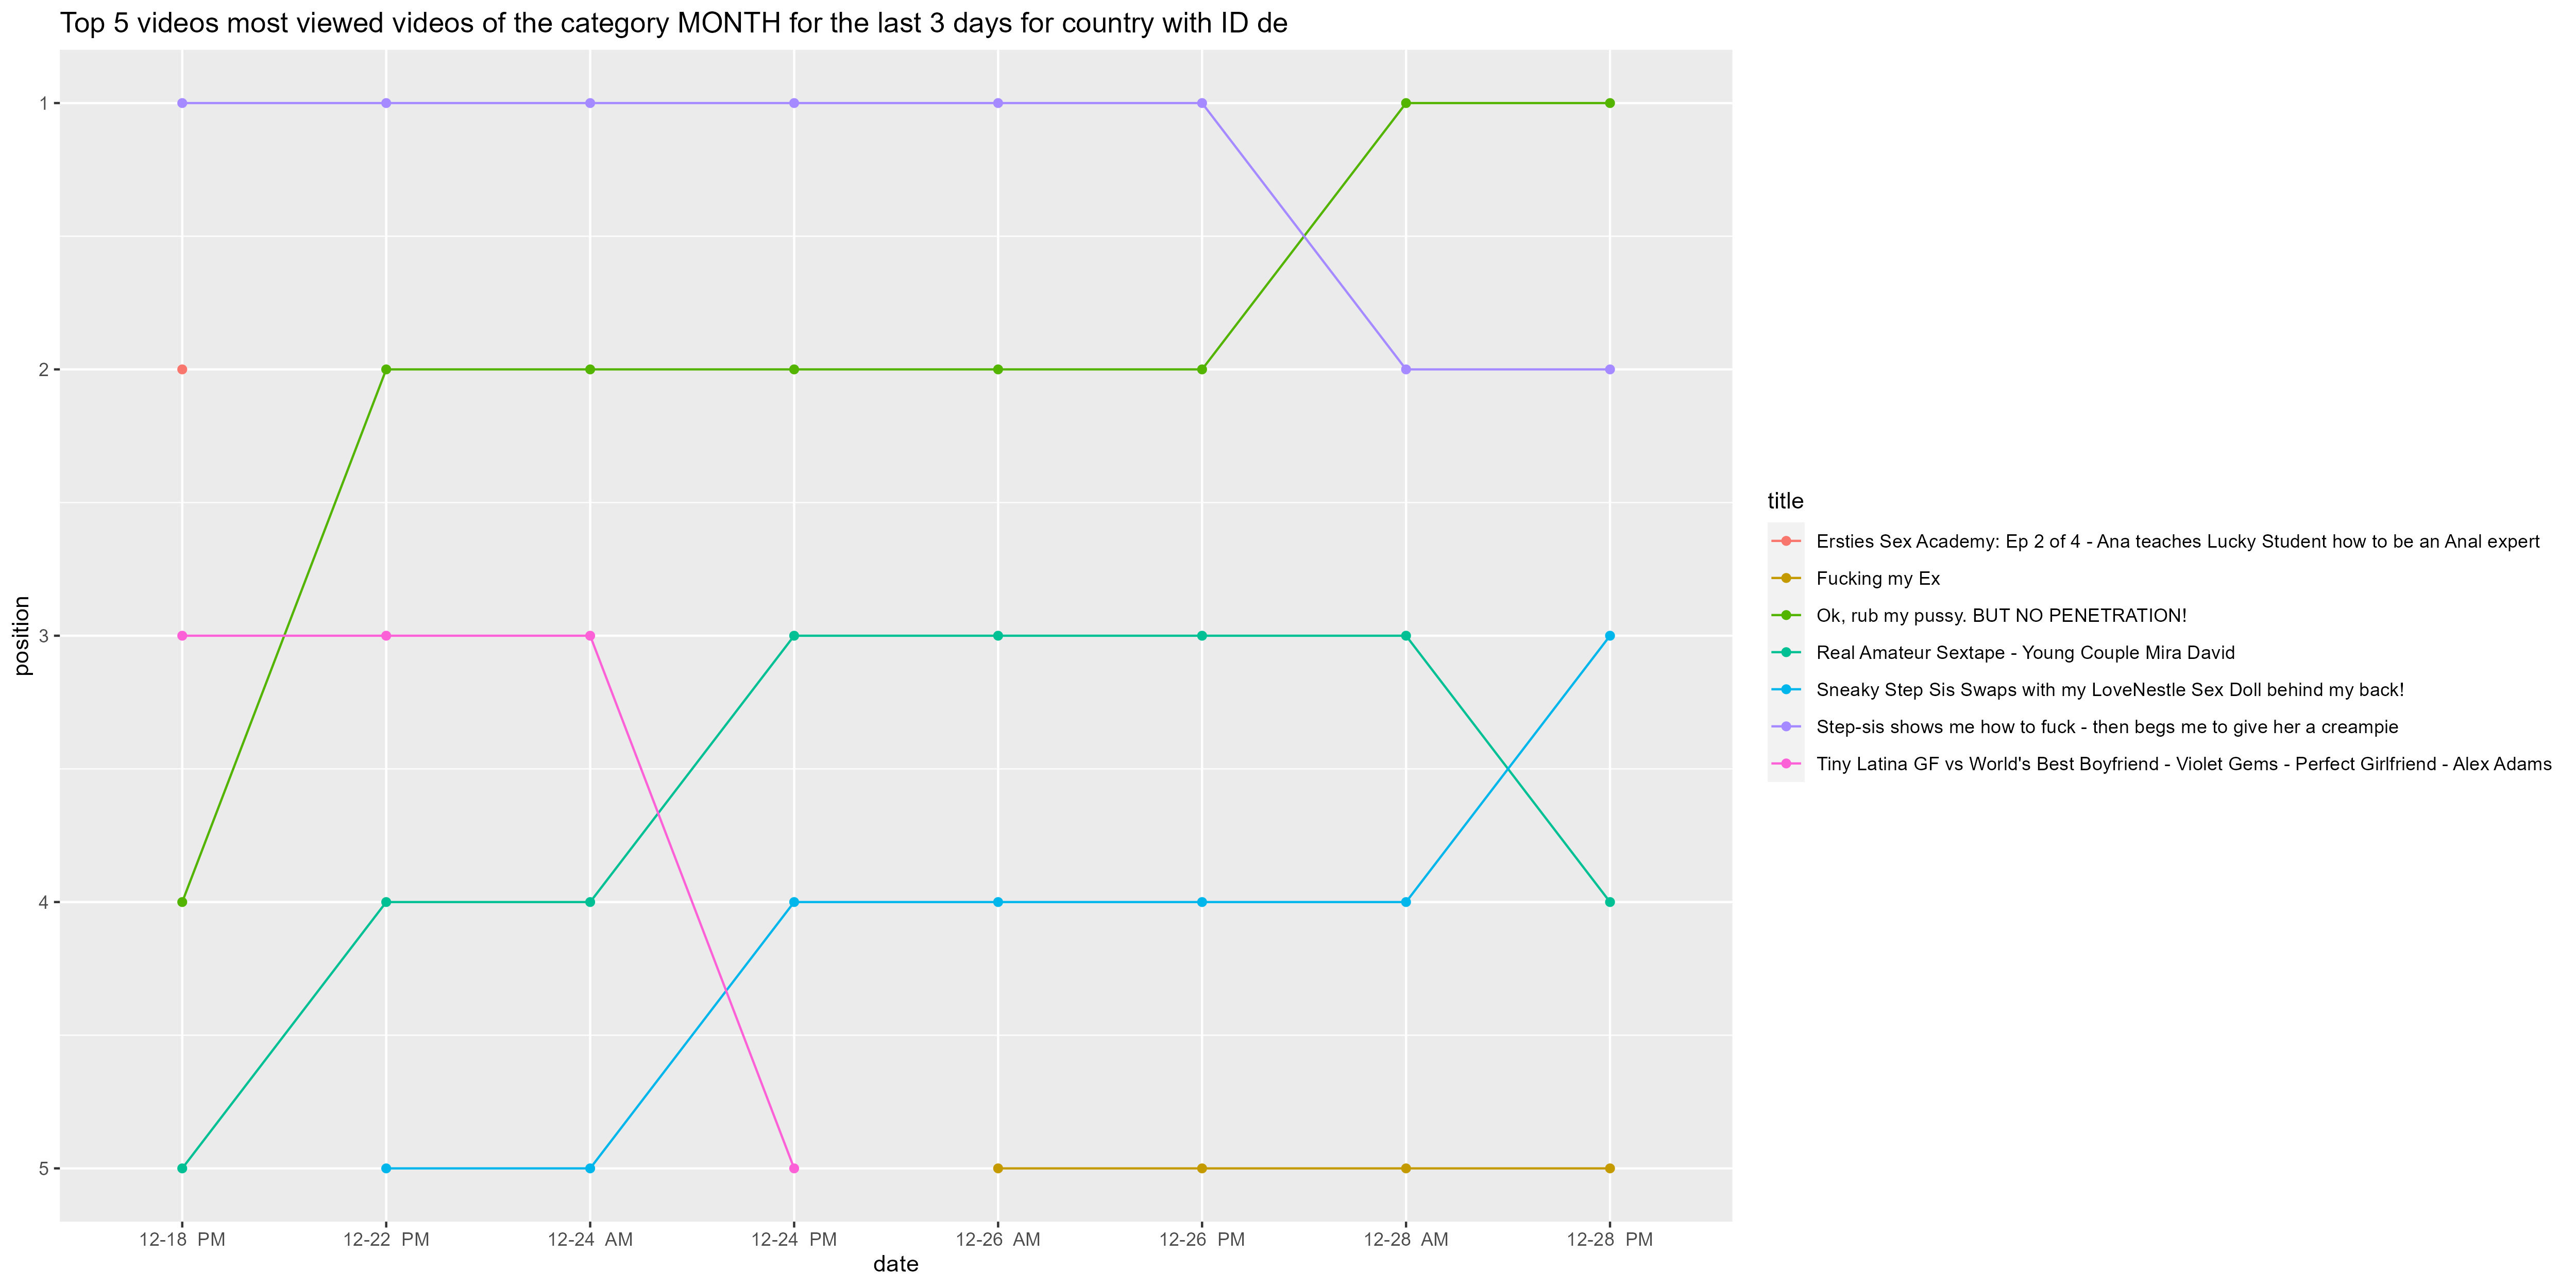 Top 5 videos most viewed videos of the category MONTH for the last 3 days for country with ID de
position
1
2
3
4
5
12-18 PM
12-22 PM
12-24 AM
12-24 PM
12-26 AM
12-26 PM
12-28 AM
12-28 PM
date
title
Ersties Sex Academy: Ep 2 of 4 - Ana teaches Lucky Student how to be an Anal expert
Fucking my Ex
Ok, rub my pussy. BUT NO PENETRATION!
Real Amateur Sextape - Young Couple Mira David
Sneaky Step Sis Swaps with my LoveNestle Sex Doll behind my back!
Step-sis shows me how to fuck - then begs me to give her a creampie
Tiny Latina GF vs World's Best Boyfriend - Violet Gems - Perfect Girlfriend - Alex Adams